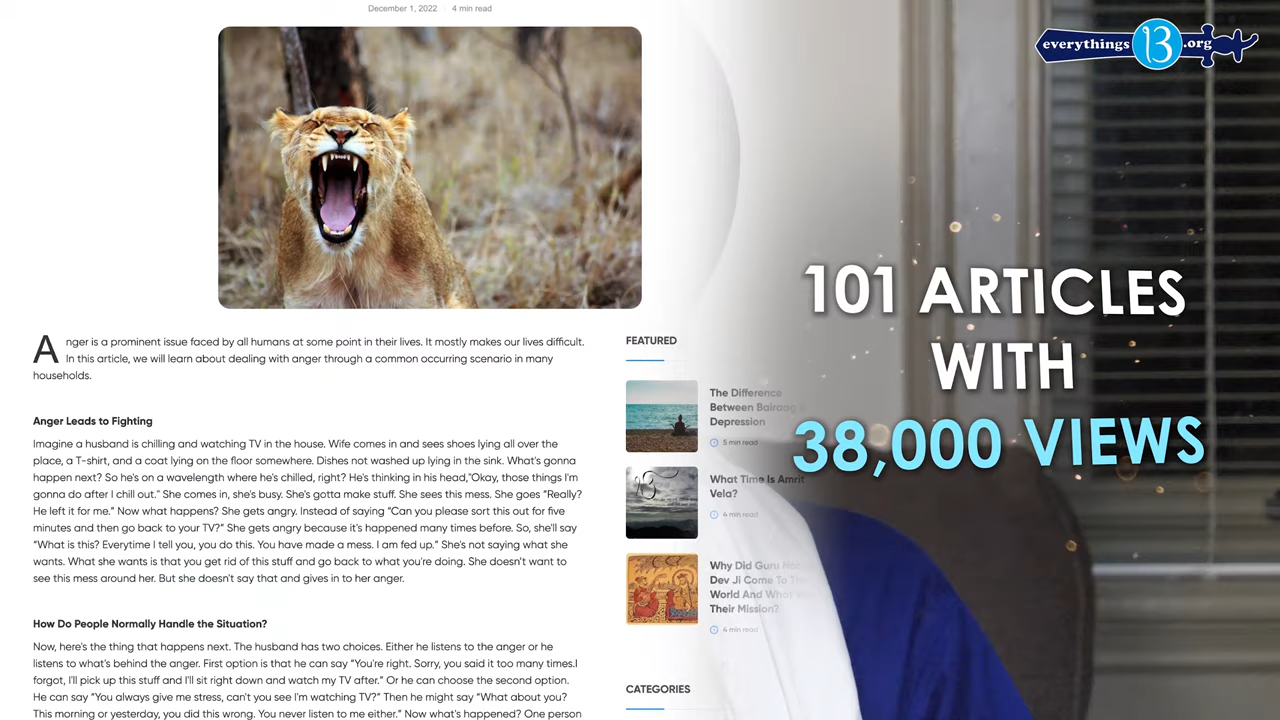 December 1, 2022
4 min read
everythings 13 .org
Anger is a prominent issue faced by all humans at some point in their lives. It mostly makes our lives difficult.
In this article, we will learn about dealing with anger through a common occurring scenario in many
households.
Anger Leads to Fighting
Imagine a husband is chilling and watching TV in the house. Wife comes in and sees shoes lying all over the
place, a T-shirt, and a coat lying on the floor somewhere. Dishes not washed up lying in the sink. What's gonna
happen next? So he's on a wavelength where he's chilled, right? He's thinking in his head,"Okay, those things I'm
gonna do after I chill out." She comes in, she's busy. She's gotta make stuff. She sees this mess. She goes "Really?
He left it for me." Now what happens? She gets angry. Instead of saying "Can you please sort this out for five
minutes and then go back to your TV?" She gets angry because it's happened many times before. So, she'll say
"What is this? Everytime I tell you, you do this. You have made a mess. I am fed up." She's not saying what she
wants. What she wants is that you get rid of this stuff and go back to what you're doing. She doesn't want to
see this mess around her. But she doesn't say that and gives in to her anger.
How Do People Normally Handle the Situation?
Now, here's the thing that happens next. The husband has two choices. Either he listens to the anger or he
listens to what's behind the anger. First option is that he can say "You're right. Sorry, you said it too many times.I
forgot, I'll pick up this stuff and I'll sit right down and watch my TV after." Or he can choose the second option.
He can say "You always give me stress, can't you see I'm watching TV?" Then he might say "What about you?
This morning or yesterday, you did this wrong. You never listen to me either." Now what's happened? One person
FEATURED
The Difference
Between Bairaag
Depression
5 min read
What Time Is Amrit
Vela?
4 min read
Why Did Guru
Dev Ji Come To
World And What
Their Mission?
4 min read
CATEGORIES
101 ARTICLES
WITH
38,000 VIEWS